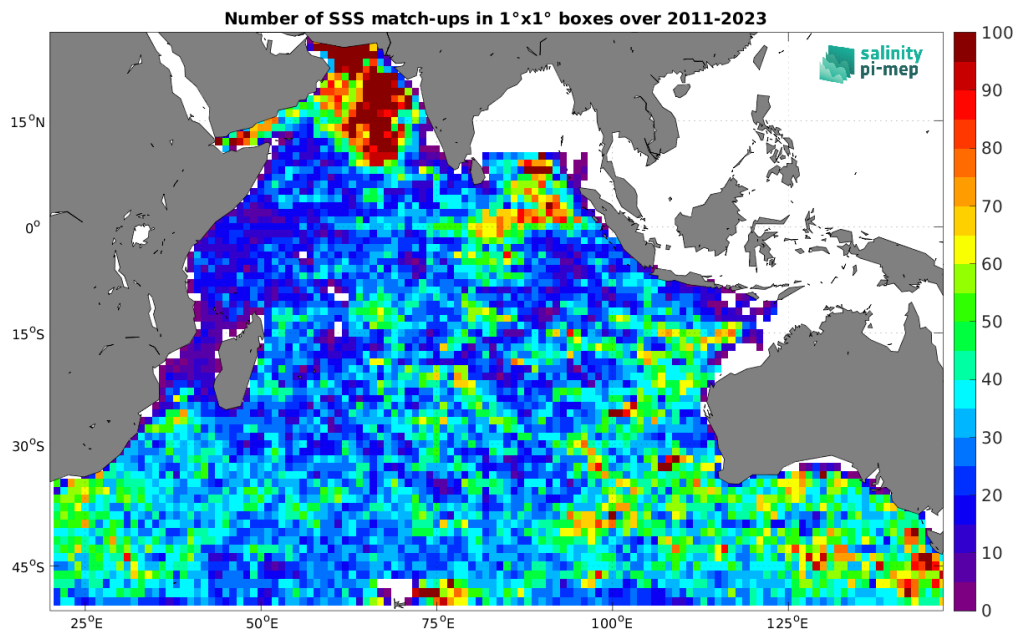 Number of SSS match-ups in 1°x1° boxes over 2011-2023
salinity
pi-mep
15°N
0°
15°S
30°S
45°S
25°E
50°E
75°E
100°E
125°E
100
90
80
70
60
50
40
30
20
10
0